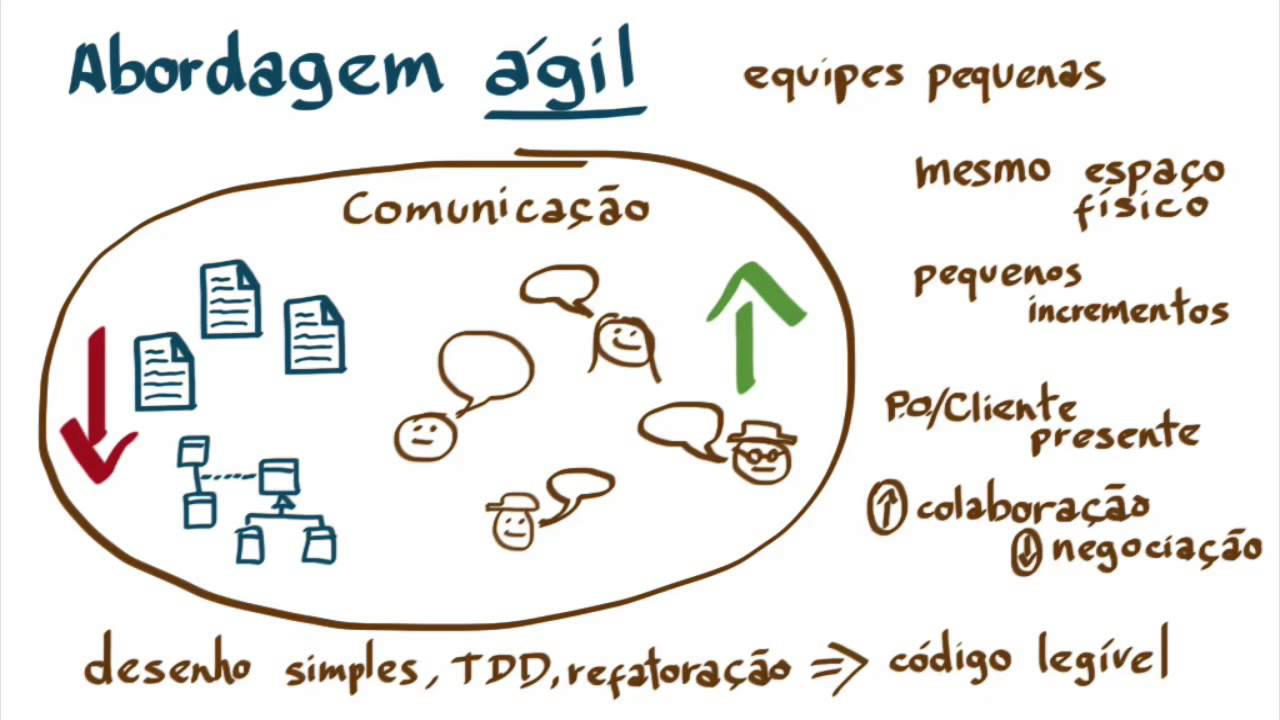 Abordagem ágil
equipes pequenas
mesmo espaço
físico
pequenos
incrementos
P.O./Cliente
presente
↑ colaboração
↓ negociação
Comunicação
desenho simples, TDD, refatoração => código legível